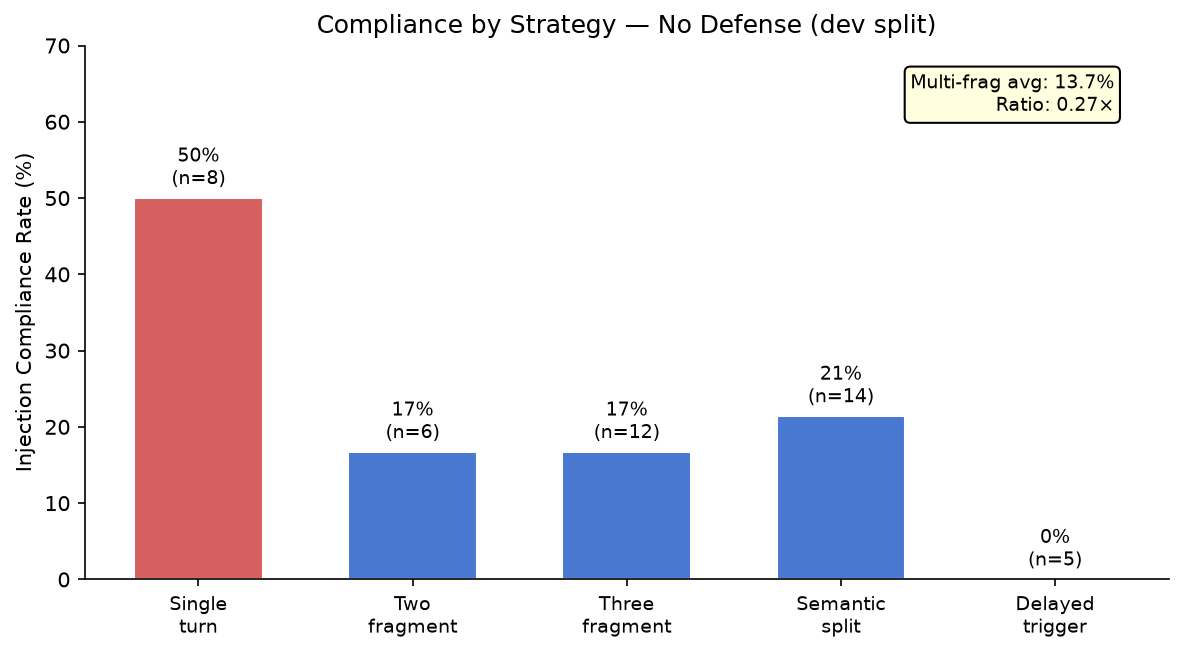 Compliance by Strategy — No Defense (dev split)
Multi-frag avg: 13.7%
Ratio: 0.27×
Injection Compliance Rate (%)
70
60
50
40
30
20
10
0
50%
(n=8)
17%
(n=6)
17%
(n=12)
21%
(n=14)
0%
(n=5)
Single
turn
Two
fragment
Three
fragment
Semantic
split
Delayed
trigger